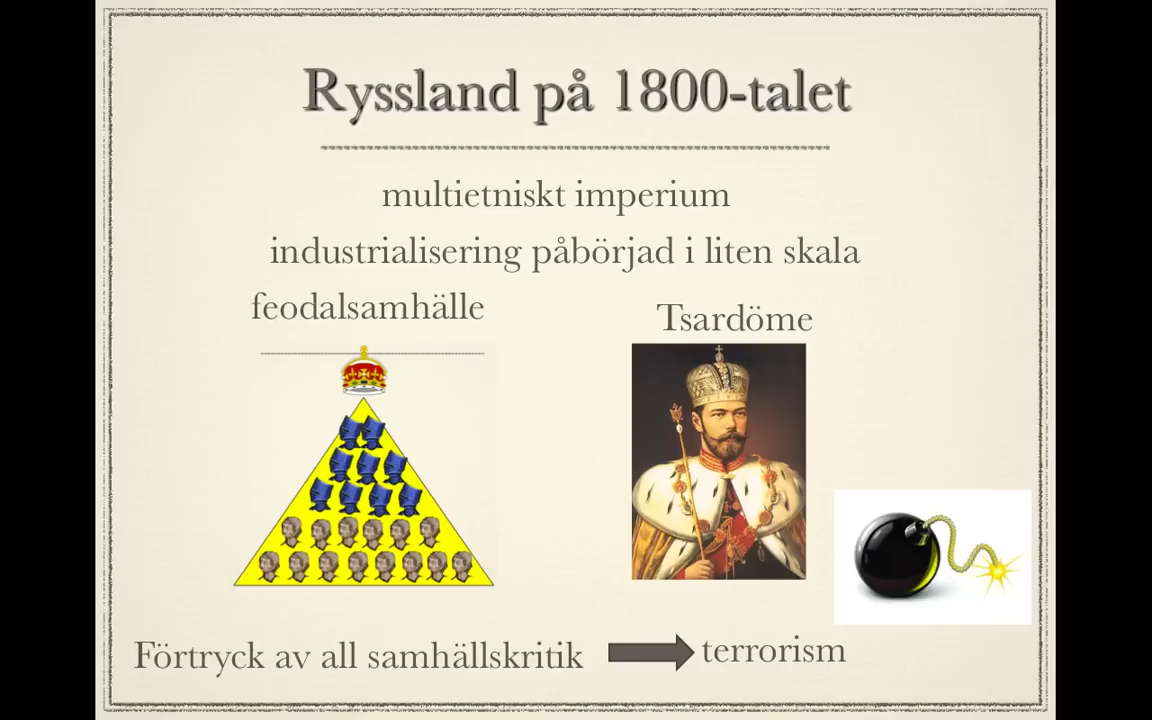 Ryssland på 1800-talet
multietniskt imperium
industrialisering påbörjad i liten skala
feodalsamhälle
Tsardöme
Förtryck av all samhällskritik
terrorism